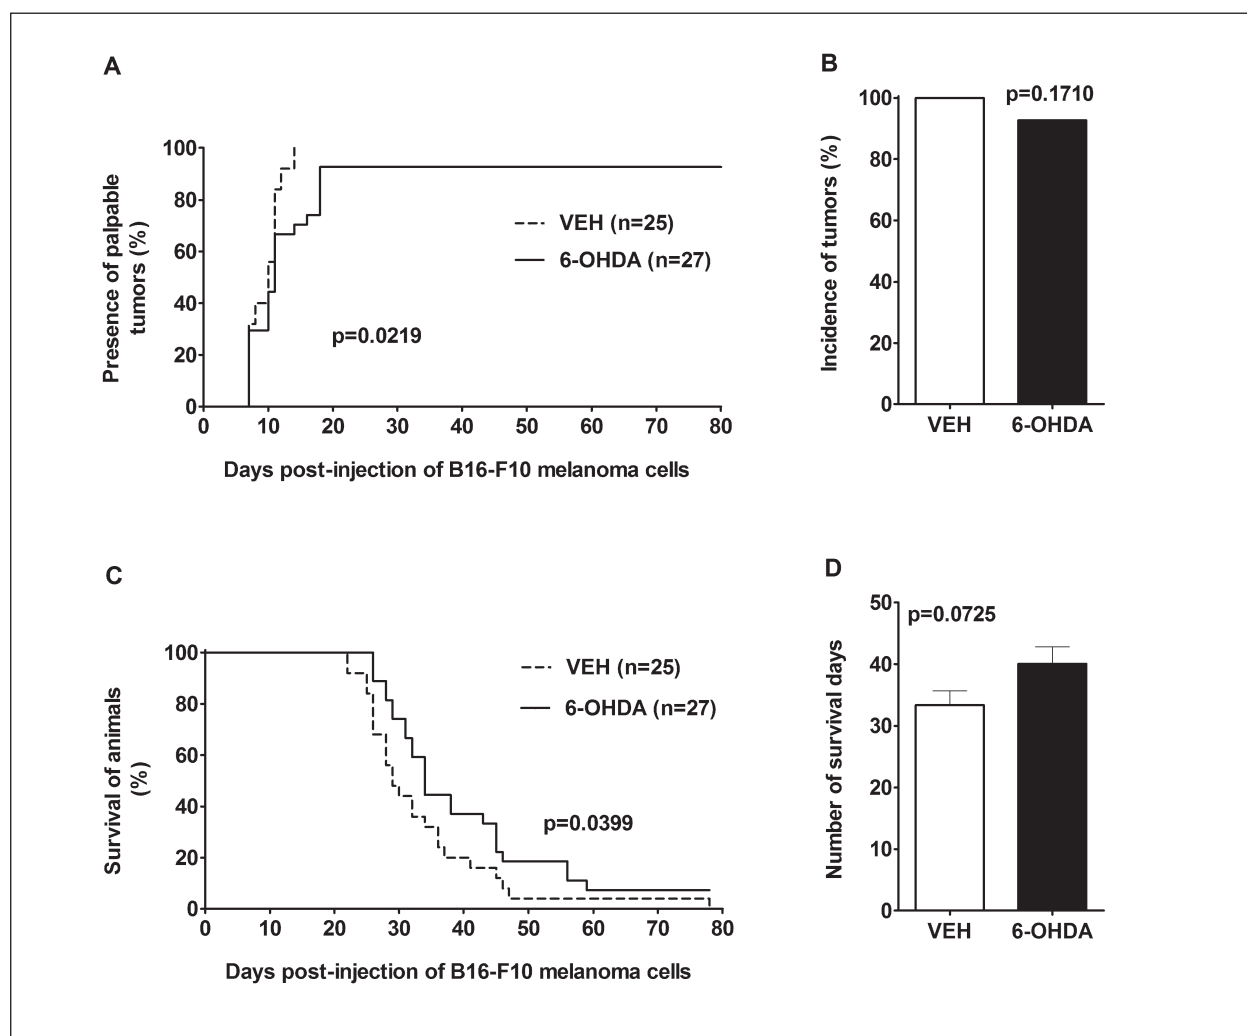 A
Presence of palpable
tumors (%)
100
80
60
40
20
0
0 10 20 30 40 50 60 70 80
VEH (n=25)
6-OHDA (n=27)
p=0.0219
Days post-injection of B16-F10 melanoma cells
B
Incidence of tumors (%)
100
80
60
40
20
0
p=0.1710
VEH 6-OHDA
C
Survival of animals
(%)
100
80
60
40
20
0
0 10 20 30 40 50 60 70 80
VEH (n=25)
6-OHDA (n=27)
p=0.0399
Days post-injection of B16-F10 melanoma cells
D
Number of survival days
50
40
30
20
10
0
p=0.0725
VEH 6-OHDA